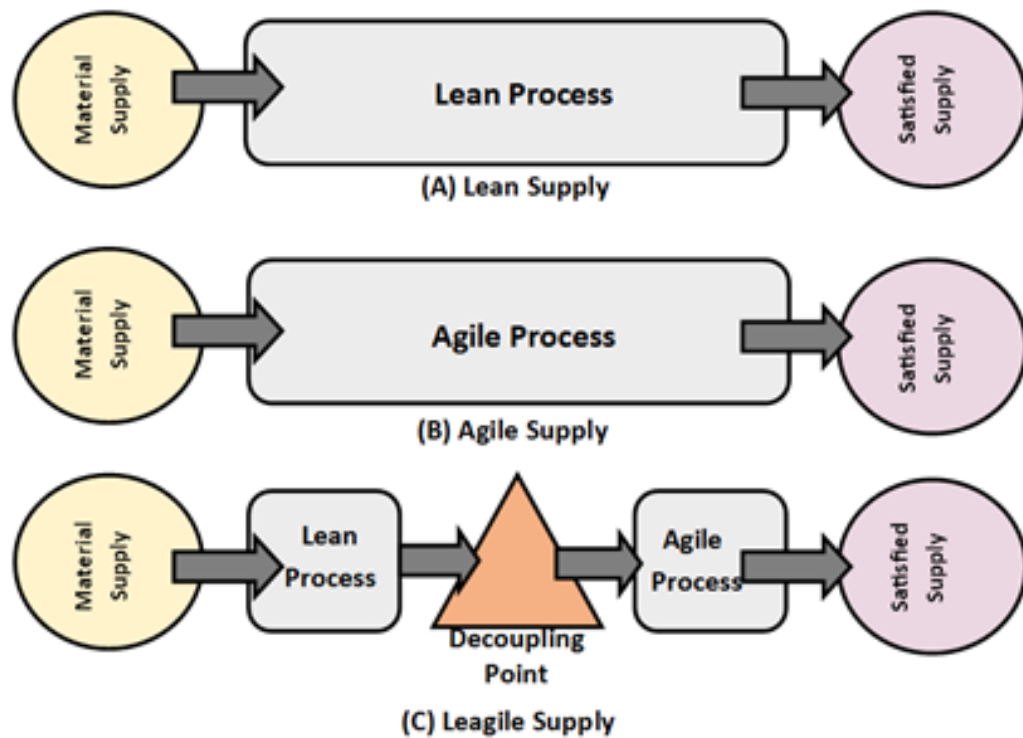 Material
Supply
Lean Process
Satisfied
Supply
(A) Lean Supply
Material
Supply
Agile Process
Satisfied
Supply
(B) Agile Supply
Material
Supply
Lean
Process
Decoupling
Point
Agile
Process
Satisfied
Supply
(C) Leagile Supply